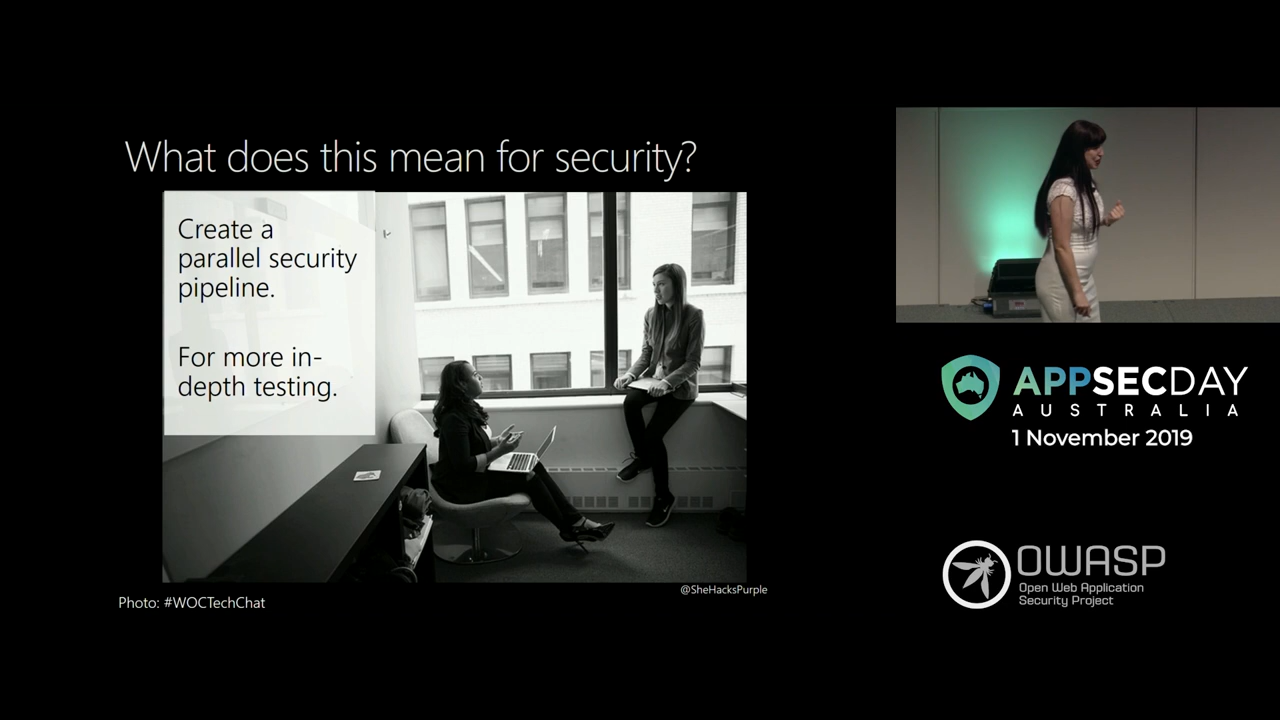 What does this mean for security?
Create a
parallel security
pipeline.
For more in-
depth testing.
@SheHacksPurple
Photo: #WOCTechChat
APPSECDAY
AUSTRALIA
1 November 2019
OWASP
Open Web Application
Security Project